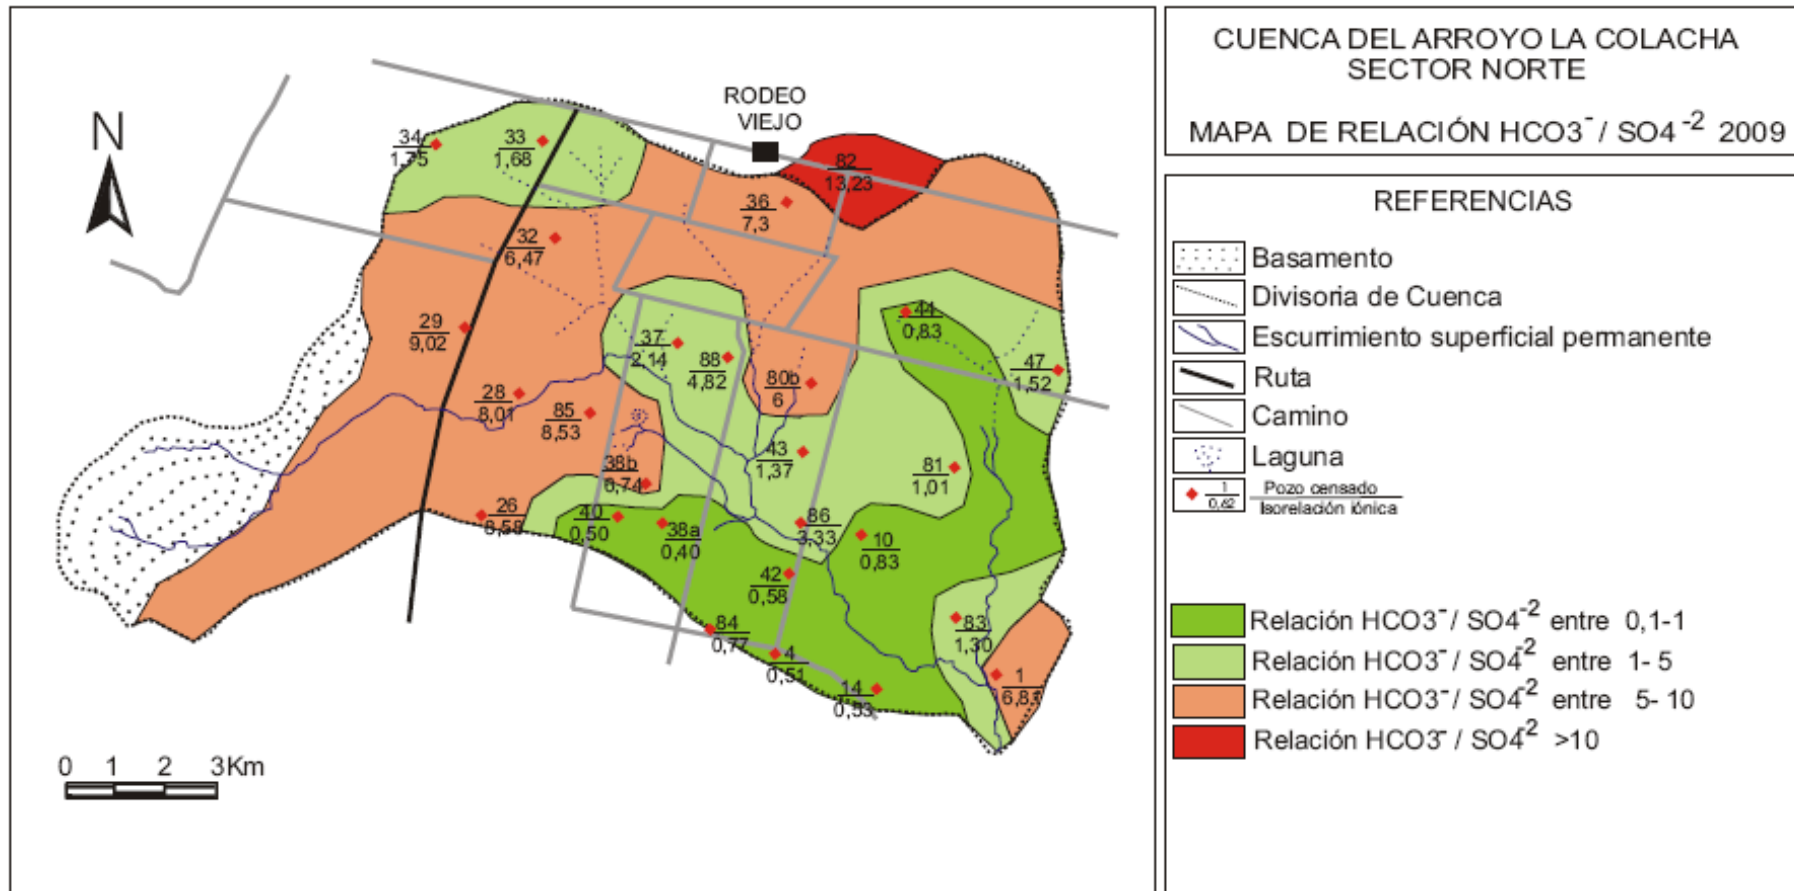 CUENCA DEL ARROYO LA COLACHA
SECTOR NORTE
MAPA DE RELACIÓN HCO3⁻ / SO4⁻² 2009
REFERENCIAS
Basamento
Divisoria de Cuenca
Escurrimiento superficial permanente
Ruta
Camino
Laguna
1
0,62
Pozo censado
Isorelación iónica
Relación HCO3⁻ / SO4⁻² entre 0,1-1
Relación HCO3⁻ / SO4⁻² entre 1- 5
Relación HCO3⁻ / SO4⁻² entre 5- 10
Relación HCO3⁻ / SO4⁻² >10
N
RODEO
VIEJO
34
1,75
33
1,68
82
13,23
36
7,3
32
6,47
29
9,02
37
2,14
88
4,82
44
0,83
47
1,52
80b
6
28
8,01
85
8,53
43
1,37
81
1,01
38b
6,74
26
8,58
40
0,50
38a
0,40
86
3,33
10
0,83
42
0,58
84
0,77
4
0,51
14
0,53
83
1,30
1
0 1 2 3Km